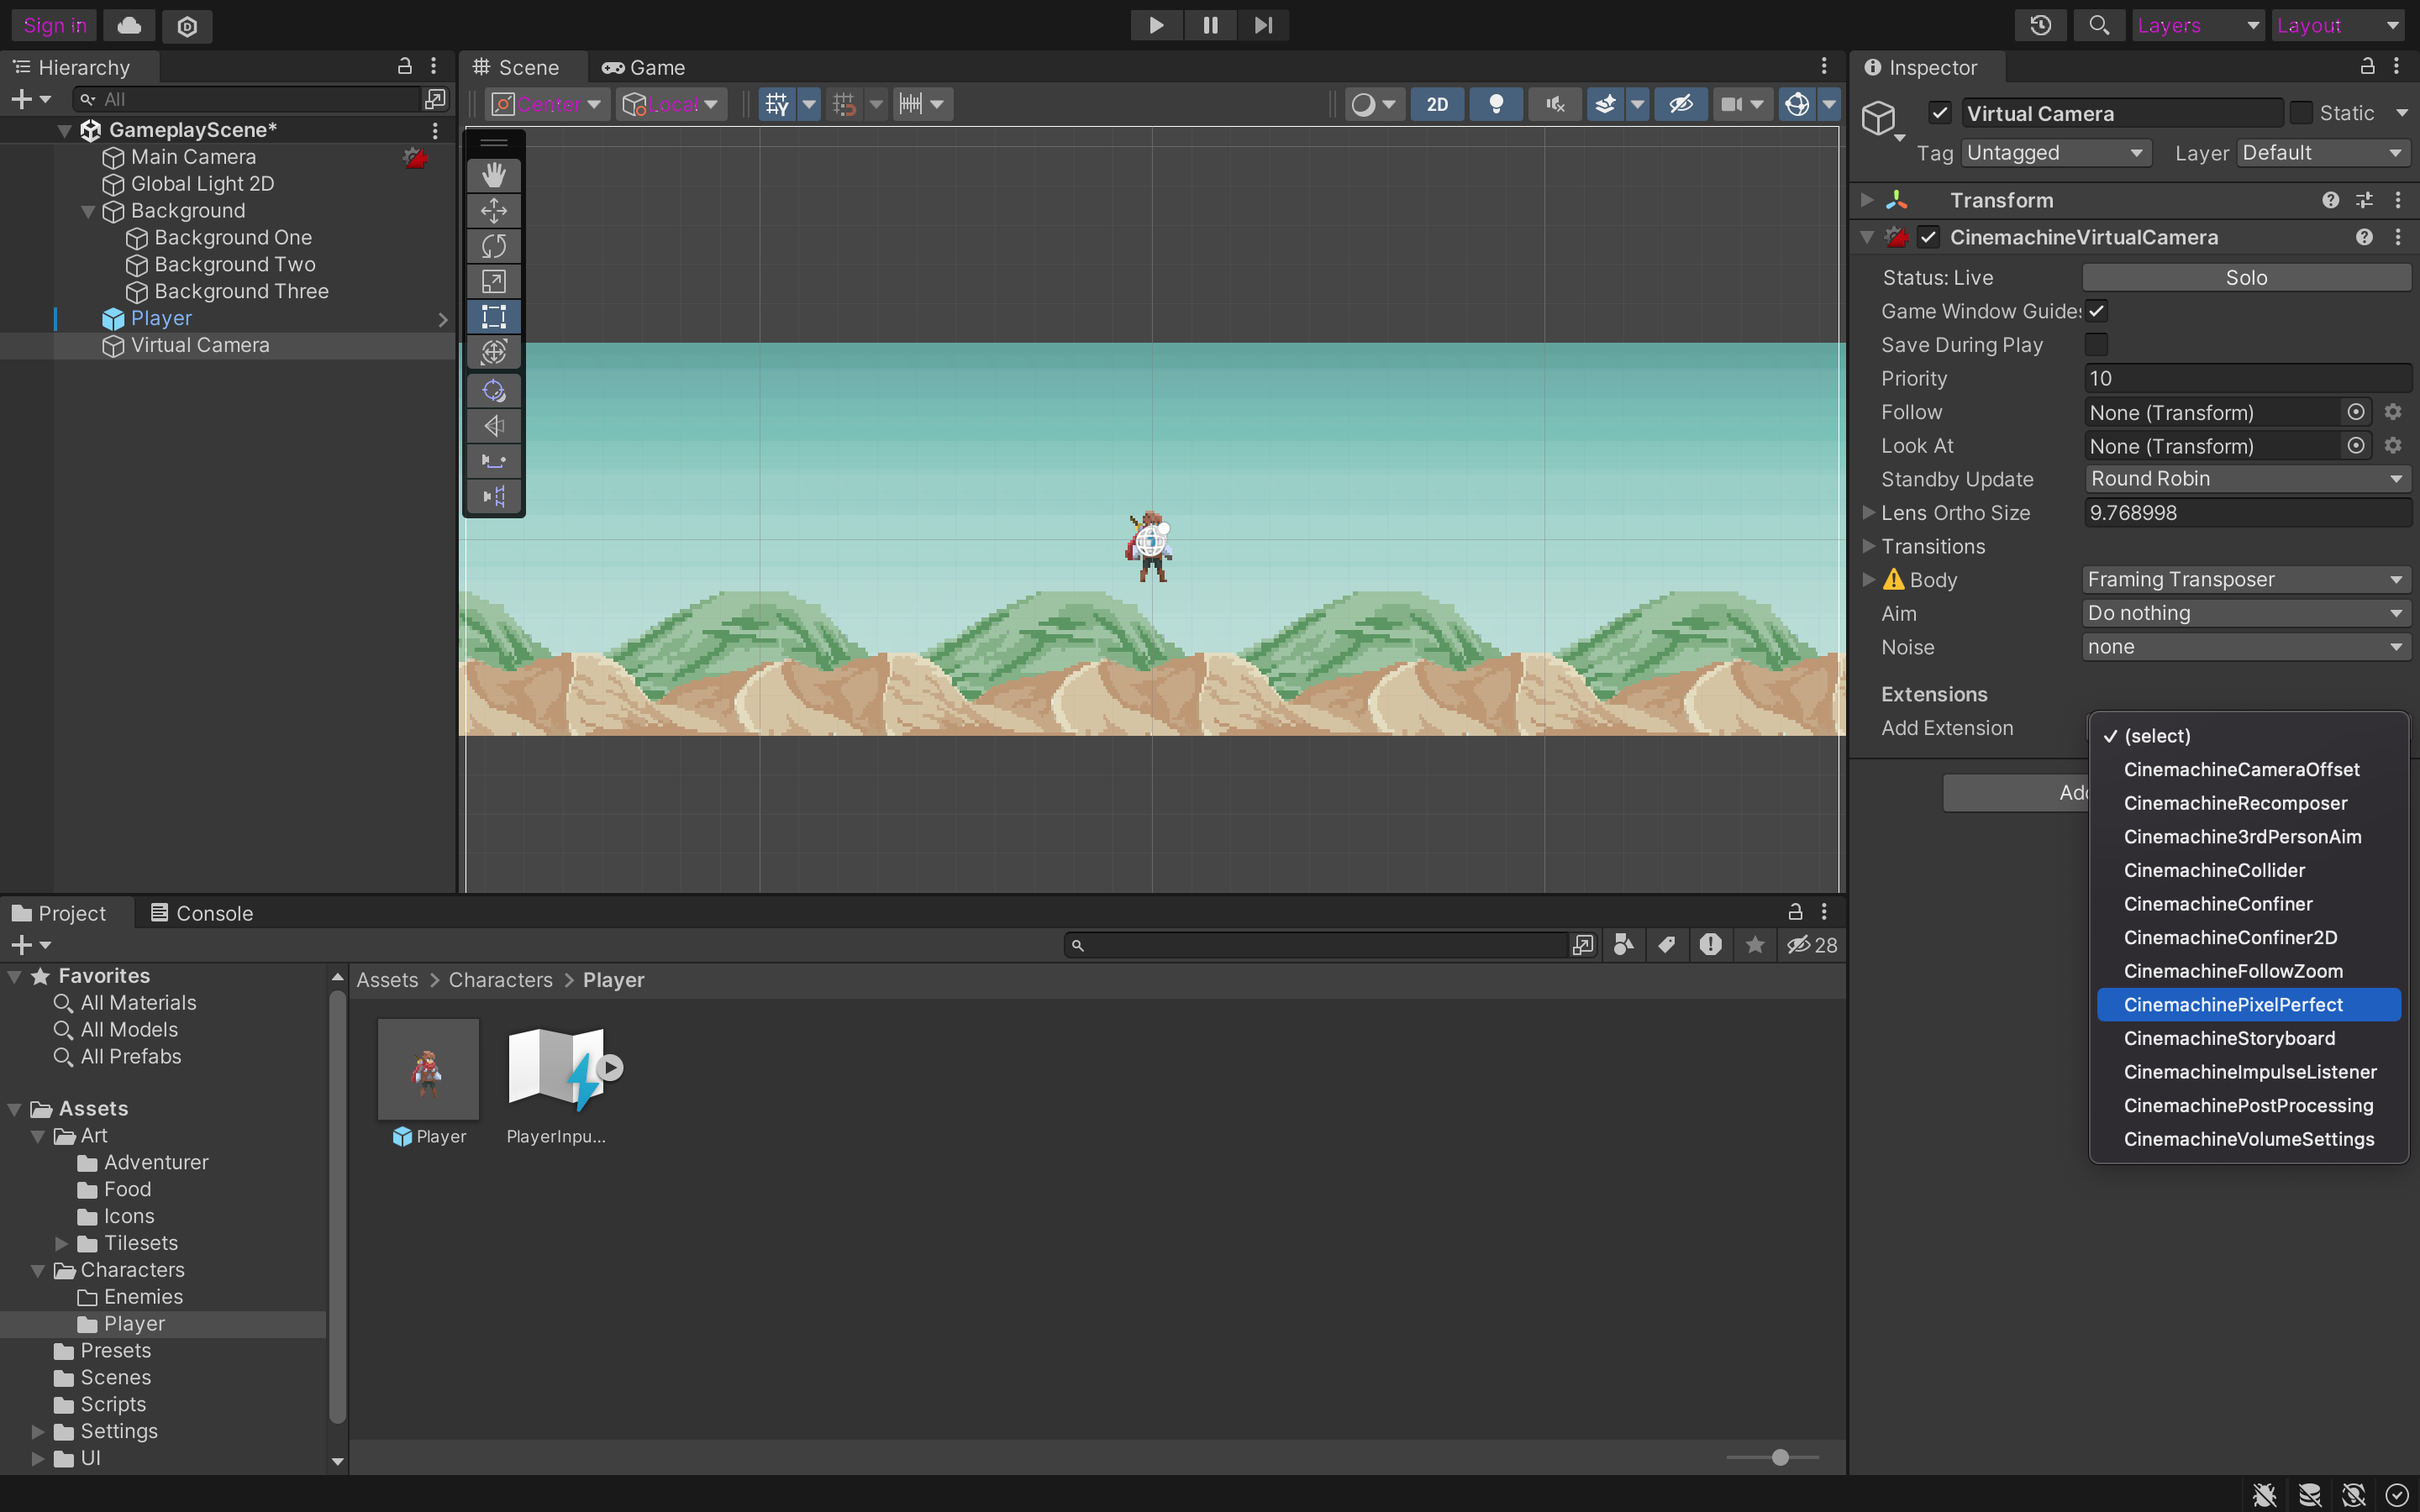 Sign in
Layers
Layout
Hierarchy
All
GameplayScene*
Main Camera
Global Light 2D
Background
Background One
Background Two
Background Three
Player
Virtual Camera
Scene
Game
Center
Local
2D
Inspector
Virtual Camera
Static
Tag
Untagged
Layer
Default
Transform
CinemachineVirtualCamera
Status: Live
Solo
Game Window Guide
Save During Play
Priority
10
Follow
None (Transform)
Look At
None (Transform)
Standby Update
Round Robin
Lens Ortho Size
9.768998
Transitions
Body
Framing Transposer
Aim
Do nothing
Noise
none
Extensions
Add Extension
(select)
CinemachineCameraOffset
CinemachineRecomposer
Cinemachine3rdPersonAim
CinemachineCollider
CinemachineConfiner
CinemachineConfiner2D
CinemachineFollowZoom
CinemachinePixelPerfect
CinemachineStoryboard
CinemachineImpulseListener
CinemachinePostProcessing
CinemachineVolumeSettings
Project
Console
28
Favorites
All Materials
All Models
All Prefabs
Assets
Art
Adventurer
Food
Icons
Tilesets
Characters
Enemies
Player
Presets
Scenes
Scripts
Settings
UI
Assets > Characters > Player
Player
PlayerInpu...